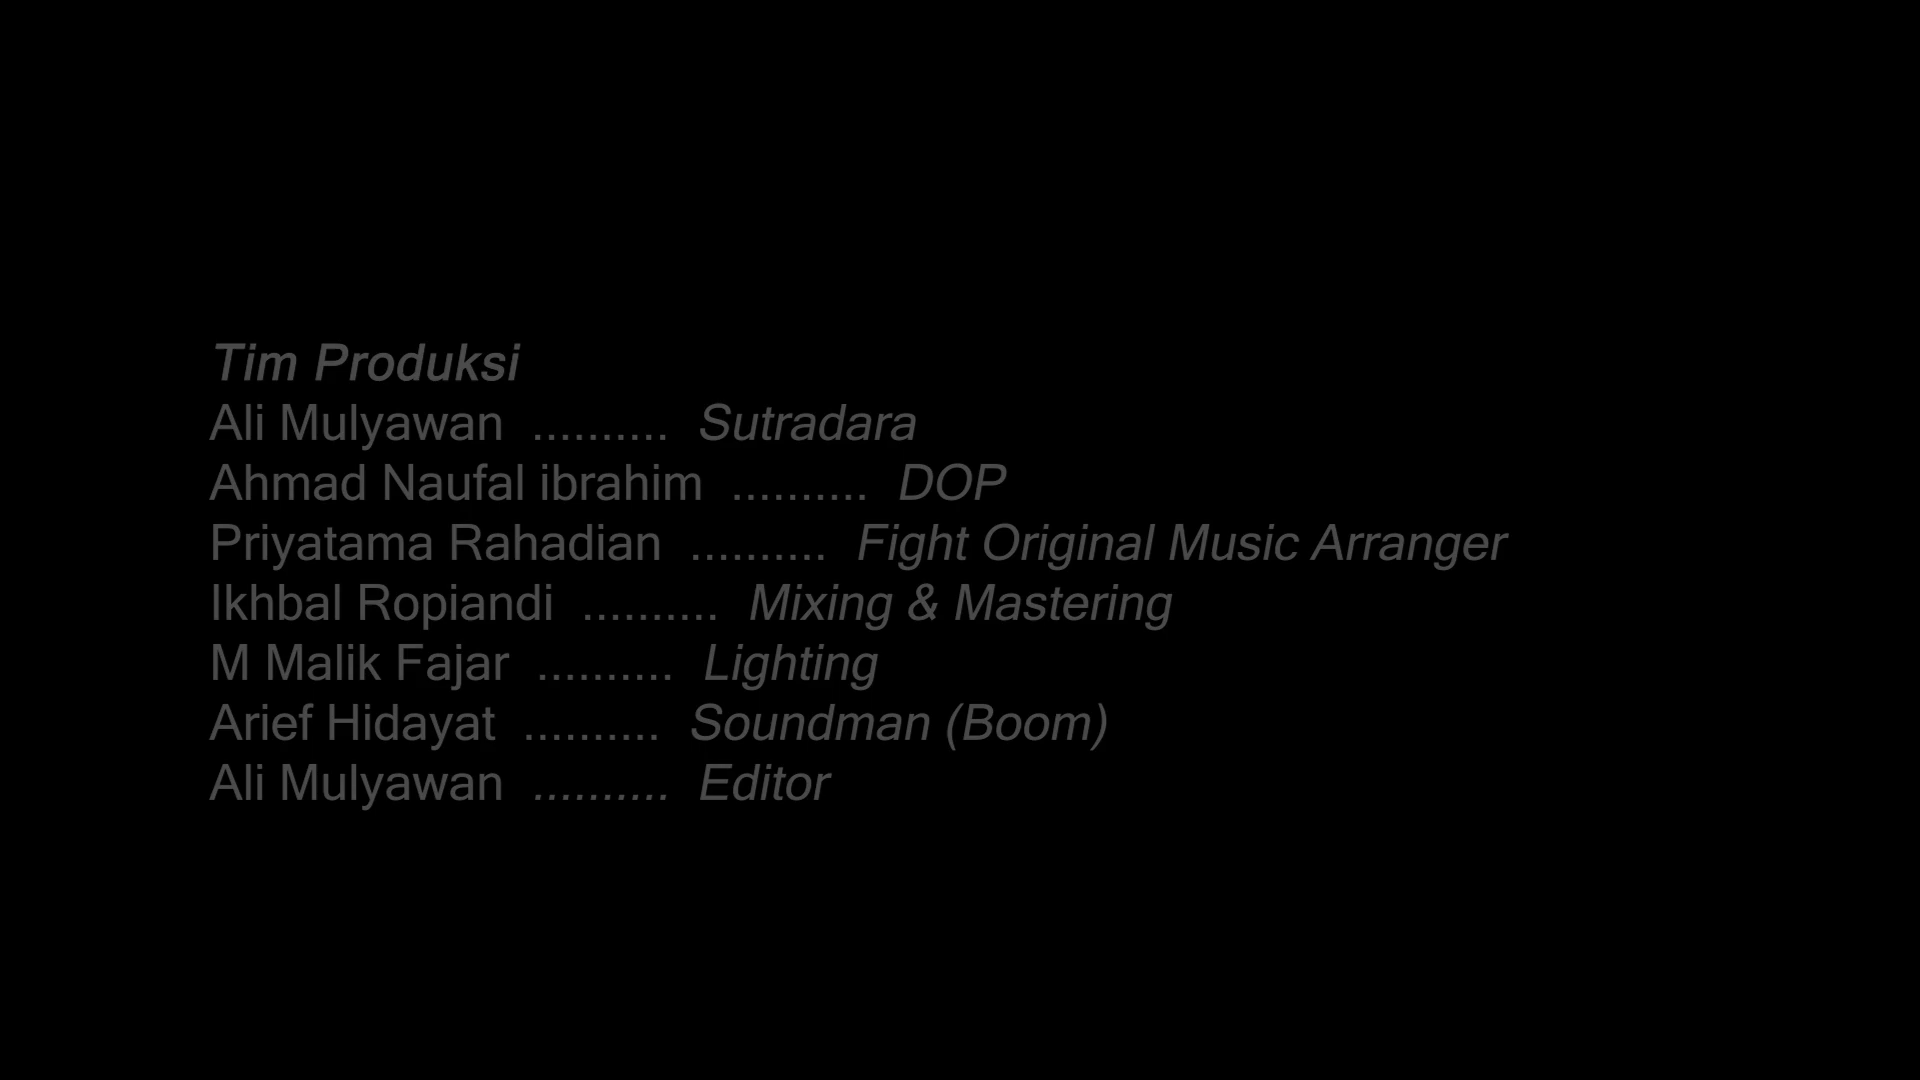 Tim Produksi
Ali Mulyawan .......... Sutradara
Ahmad Naufal ibrahim .......... DOP
Priyatama Rahadian .......... Fight Original Music Arranger
Ikhbal Ropiandi .......... Mixing & Mastering
M Malik Fajar .......... Lighting
Arief Hidayat .......... Soundman (Boom)
Ali Mulyawan .......... Editor